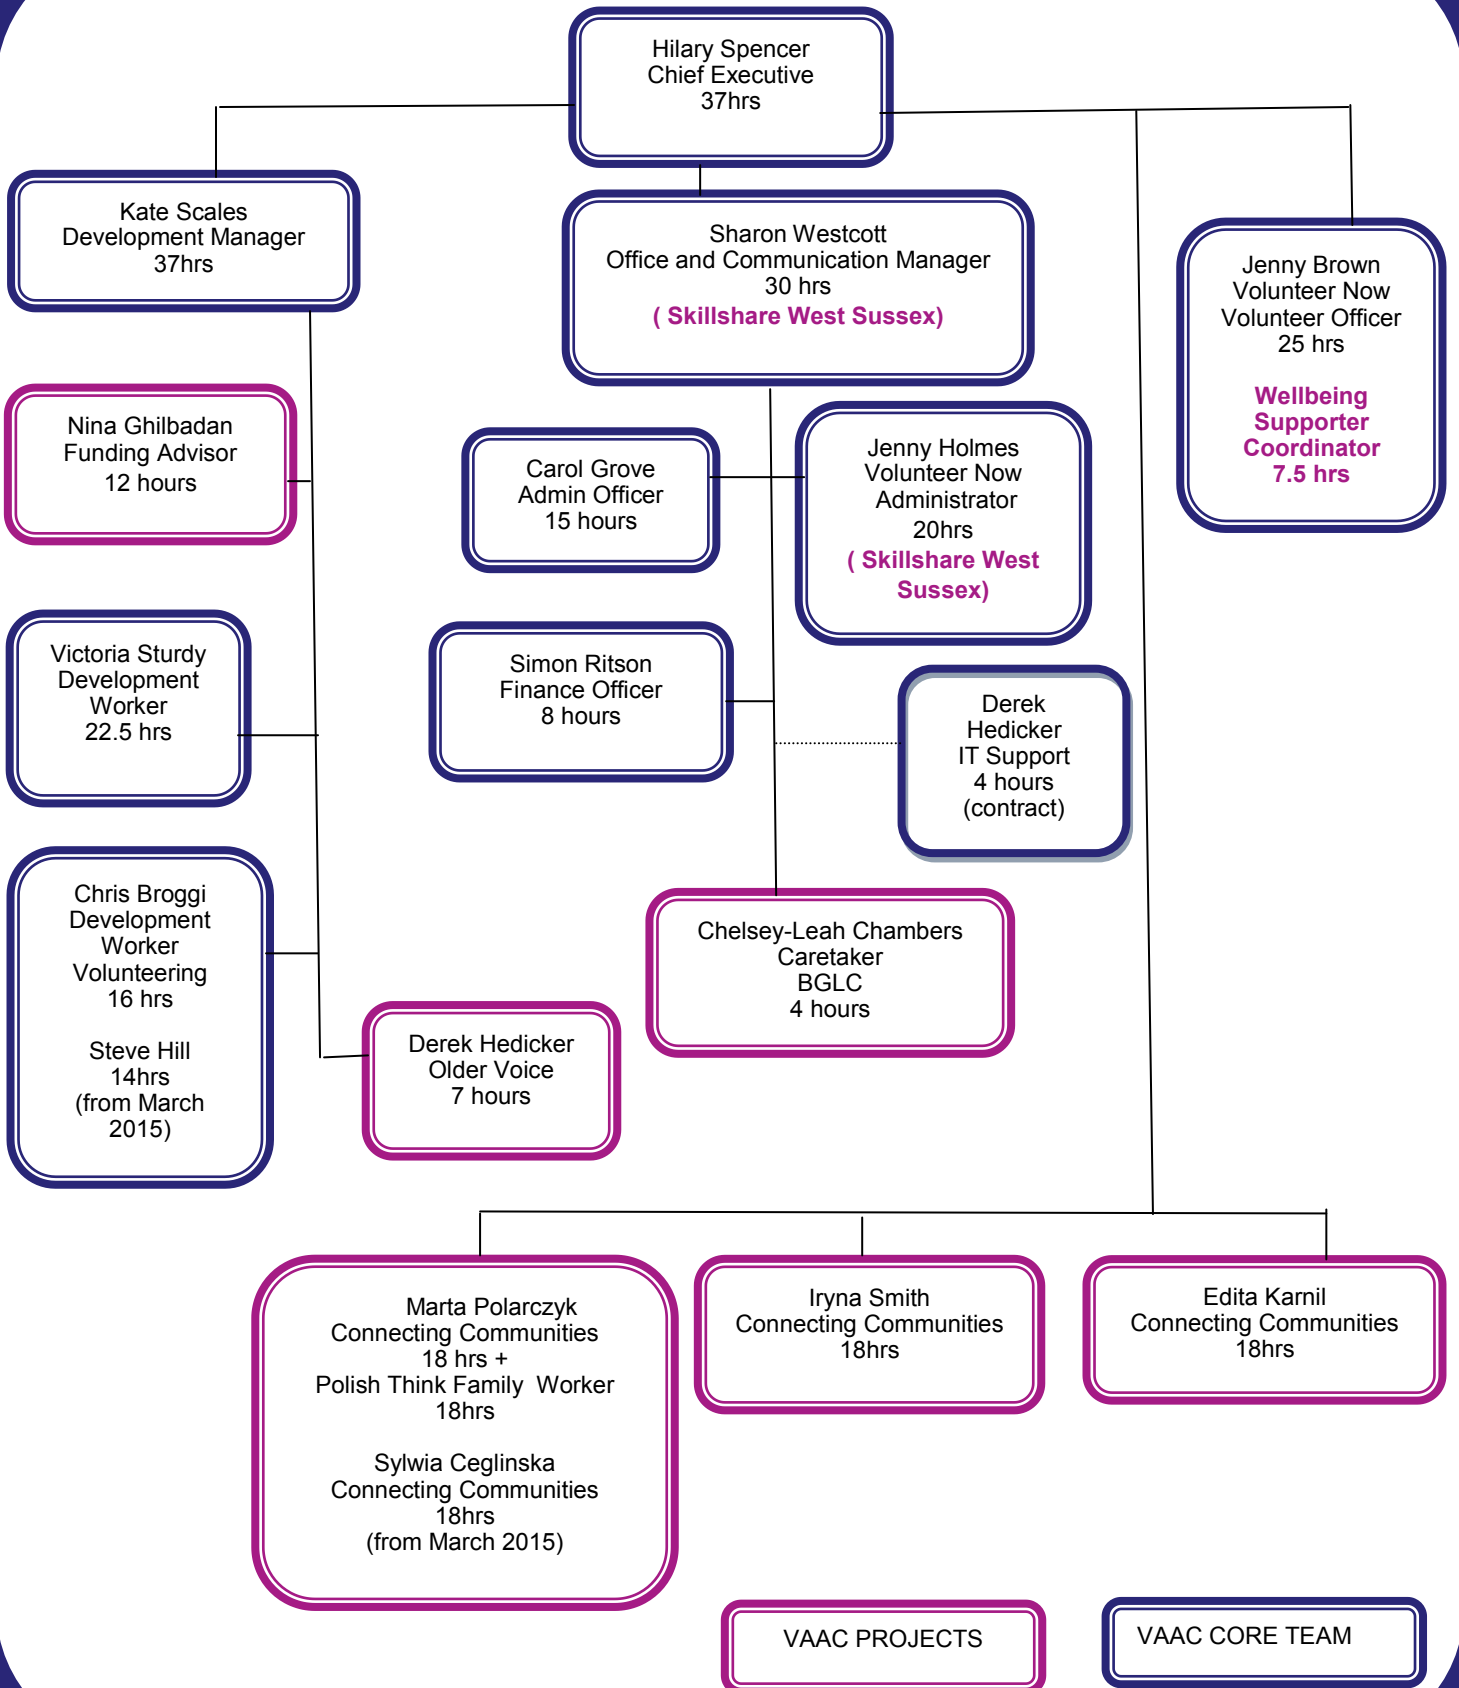 Hilary Spencer
Chief Executive
37hrs
Kate Scales
Development Manager
37hrs
Sharon Westcott
Office and Communication Manager
30 hrs
( Skillshare West Sussex)
Jenny Brown
Volunteer Now
Volunteer Officer
25 hrs
Wellbeing
Supporter
Coordinator
7.5 hrs
Nina Ghilbadan
Funding Advisor
12 hours
Carol Grove
Admin Officer
15 hours
Jenny Holmes
Volunteer Now
Administrator
20hrs
( Skillshare West
Sussex)
Victoria Sturdy
Development
Worker
22.5 hrs
Simon Ritson
Finance Officer
8 hours
Derek
Hedicker
IT Support
4 hours
(contract)
Chris Broggi
Development
Worker
Volunteering
16 hrs
Steve Hill
14hrs
(from March
2015)
Chelsey-Leah Chambers
Caretaker
BGLC
4 hours
Derek Hedicker
Older Voice
7 hours
Marta Polarczyk
Connecting Communities
18 hrs +
Polish Think Family  Worker
18hrs
Sylwia Ceglinska
Connecting Communities
18hrs
(from March 2015)
Iryna Smith
Connecting Communities
18hrs
Edita Karnil
Connecting Communities
18hrs
VAAC PROJECTS
VAAC CORE TEAM